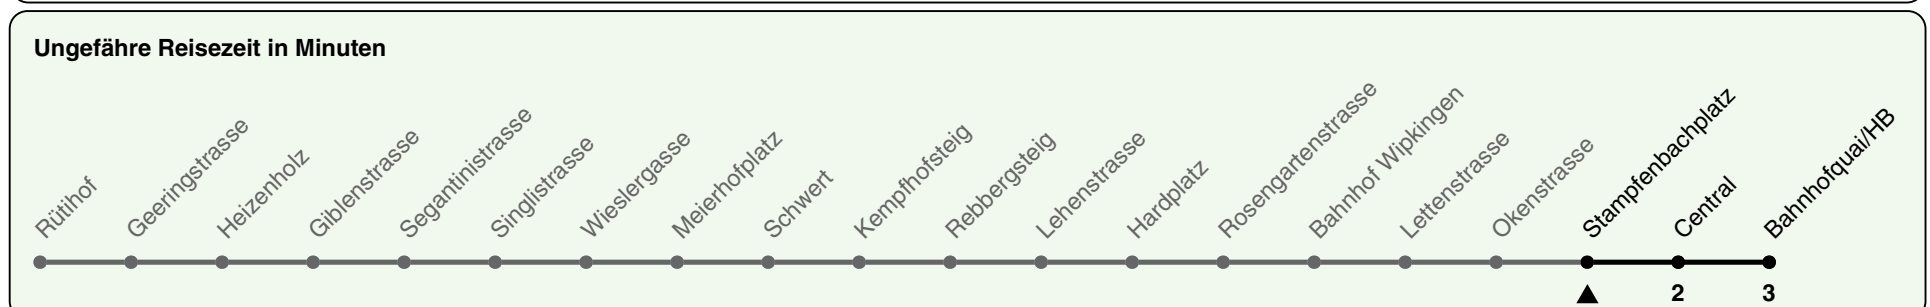 Ungefähre Reisezeit in Minuten
Rütihof
Geeringstrasse
Heizenholz
Giblenstrasse
Segantinistrasse
Singlistrasse
Wieslergasse
Meierhofplatz
Schwert
Kempfhofsteig
Rebbergsteig
Lehenstrasse
Hardplatz
Rosengartenstrasse
Bahnhof Wipkingen
Lettenstrasse
Okenstrasse
Stampfenbachplatz
Central
Bahnhofquai/HB
2 3